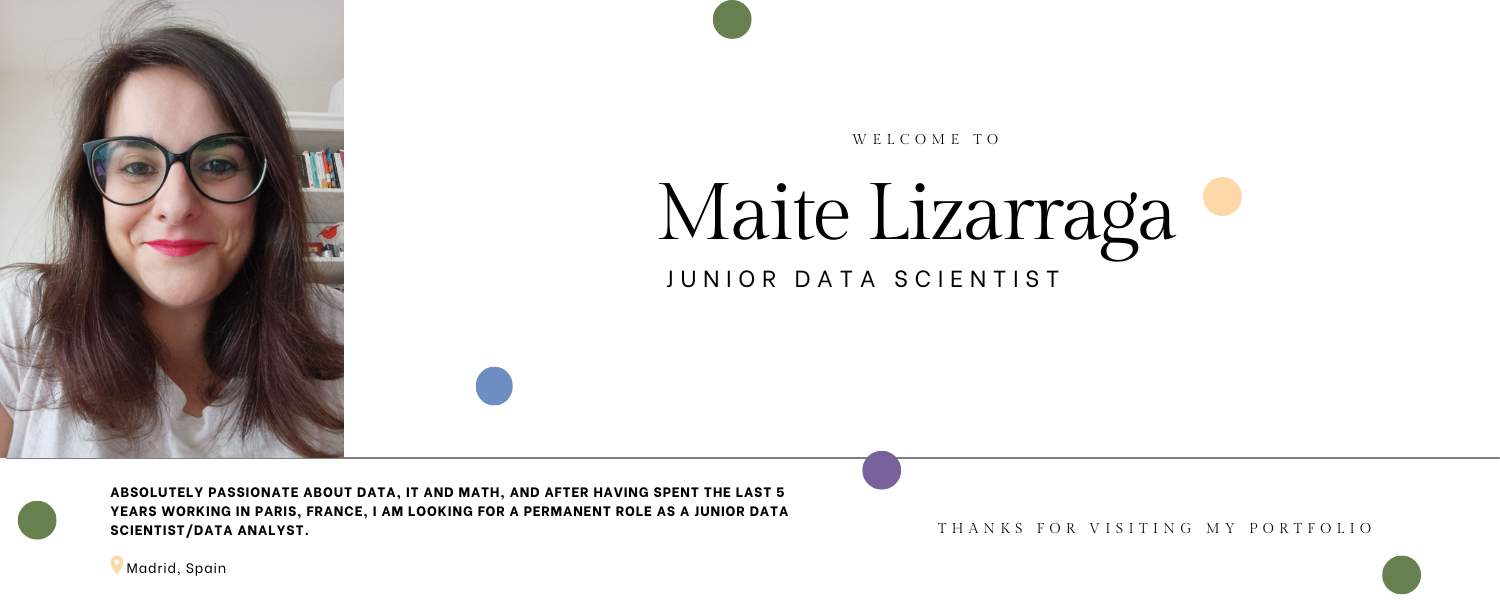 WELCOME TO
Maite Lizarraga
JUNIOR DATA SCIENTIST
ABSOLUTELY PASSIONATE ABOUT DATA, IT AND MATH, AND AFTER HAVING SPENT THE LAST 5
YEARS WORKING IN PARIS, FRANCE, I AM LOOKING FOR A PERMANENT ROLE AS A JUNIOR DATA
SCIENTIST/DATA ANALYST.
Madrid, Spain
THANKS FOR VISITING MY PORTFOLIO